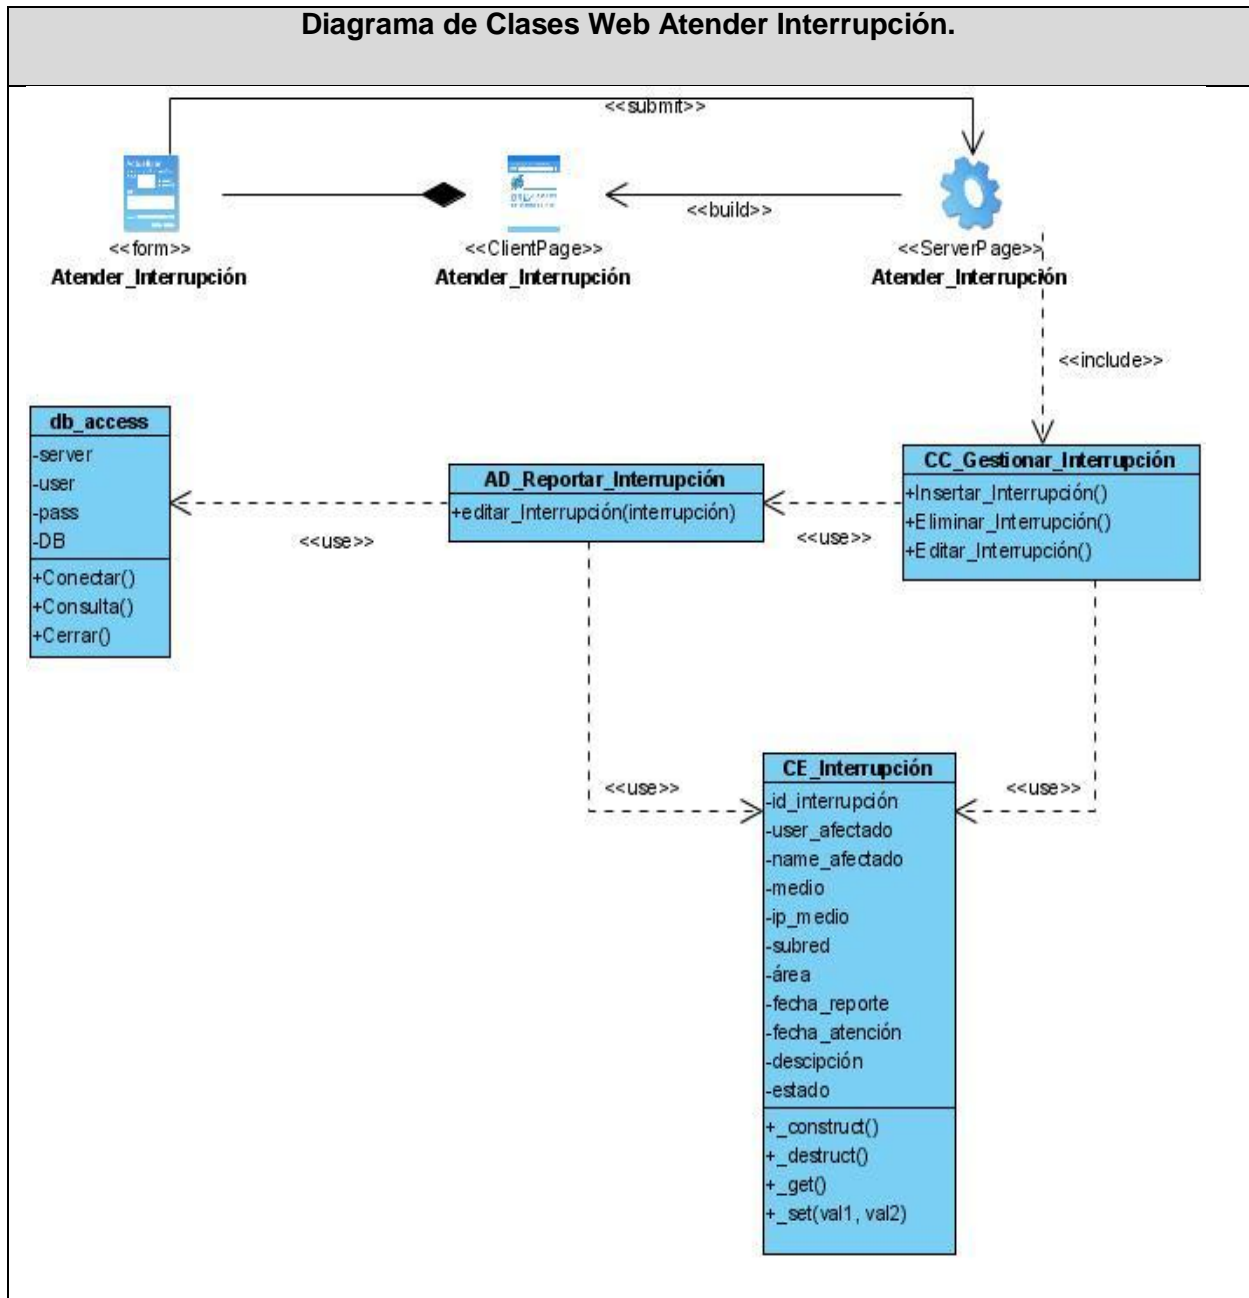 Diagrama de Clases Web Atender Interrupción.
<<submit>>
<<build>>
<<form>>
Atender_Interrupción
<<ClientPage>>
Atender_Interrupción
<<ServerPage>>
Atender_Interrupción
<<include>>
db_access
-server
-user
-pass
-DB
+Conectar()
+Consulta()
+Cerrar()
<<use>>
AD_Reportar_Interrupción
+editar_Interrupción(interrupción)
<<use>>
CC_Gestionar_Interrupción
+Insertar_Interrupción()
+Eliminar_Interrupción()
+Editar_Interrupción()
<<use>>
<<use>>
CE_Interrupción
-id_interrupción
-user_afectado
-name_afectado
-medio
-ip_medio
-subred
-área
-fecha_reporte
-fecha_atención
-descipción
-estado
+_construct()
+_destruct()
+_get()
+_set(val1, val2)